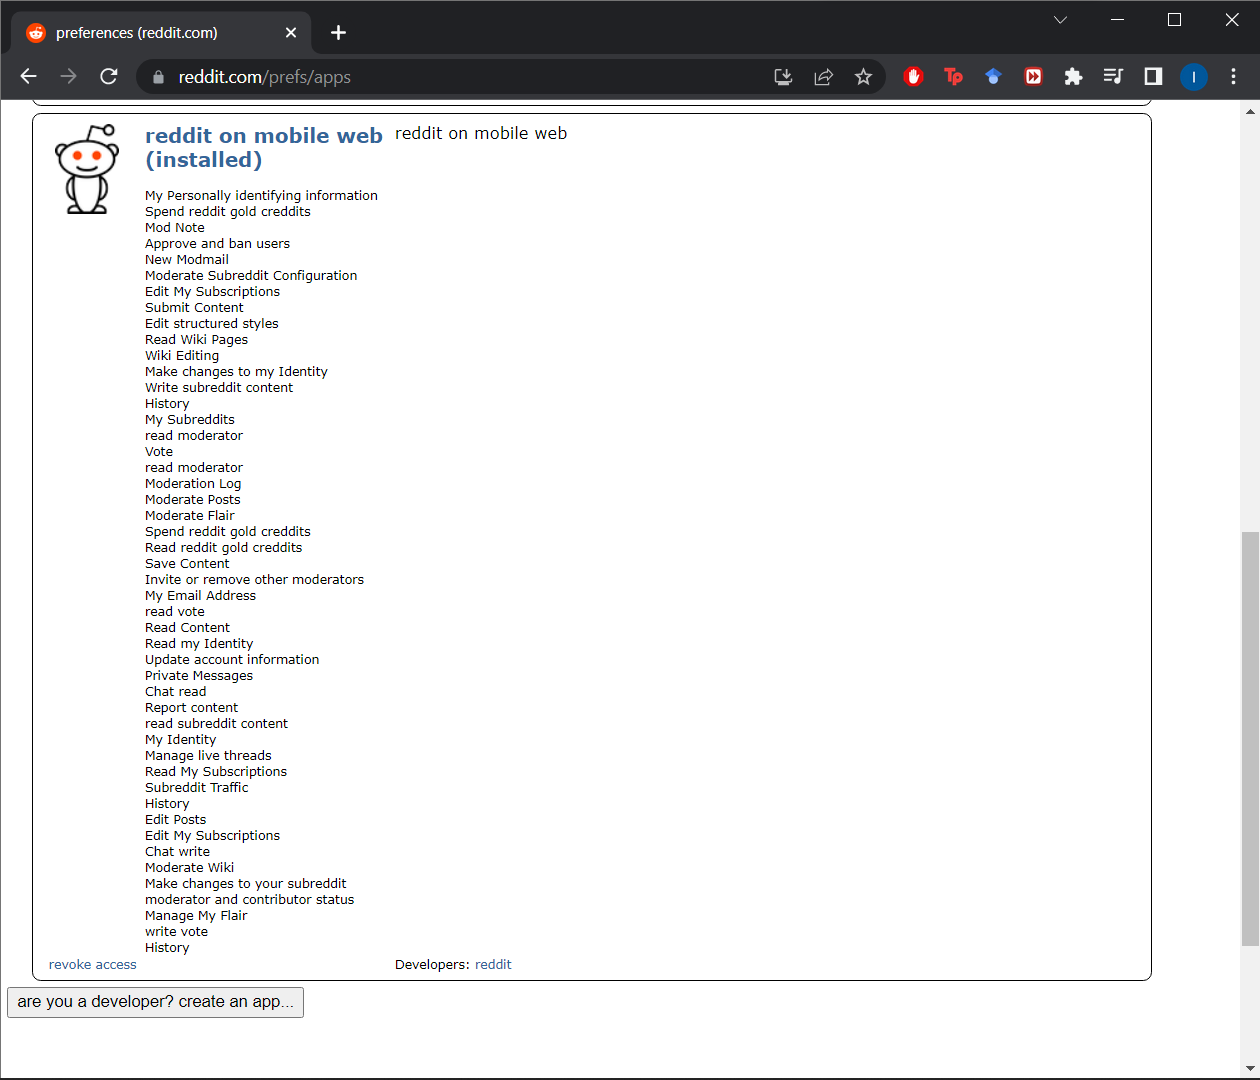 preferences (reddit.com)
reddit.com/prefs/apps
Tp
I
reddit on mobile web
(installed)
reddit on mobile web
My Personally identifying information
Spend reddit gold creddits
Mod Note
Approve and ban users
New Modmail
Moderate Subreddit Configuration
Edit My Subscriptions
Submit Content
Edit structured styles
Read Wiki Pages
Wiki Editing
Make changes to my Identity
Write subreddit content
History
My Subreddits
read moderator
Vote
read moderator
Moderation Log
Moderate Posts
Moderate Flair
Spend reddit gold creddits
Read reddit gold creddits
Save Content
Invite or remove other moderators
My Email Address
read vote
Read Content
Read my Identity
Update account information
Private Messages
Chat read
Report content
read subreddit content
My Identity
Manage live threads
Read My Subscriptions
Subreddit Traffic
History
Edit Posts
Edit My Subscriptions
Chat write
Moderate Wiki
Make changes to your subreddit
moderator and contributor status
Manage My Flair
write vote
History
revoke access
Developers: reddit
are you a developer? create an app...